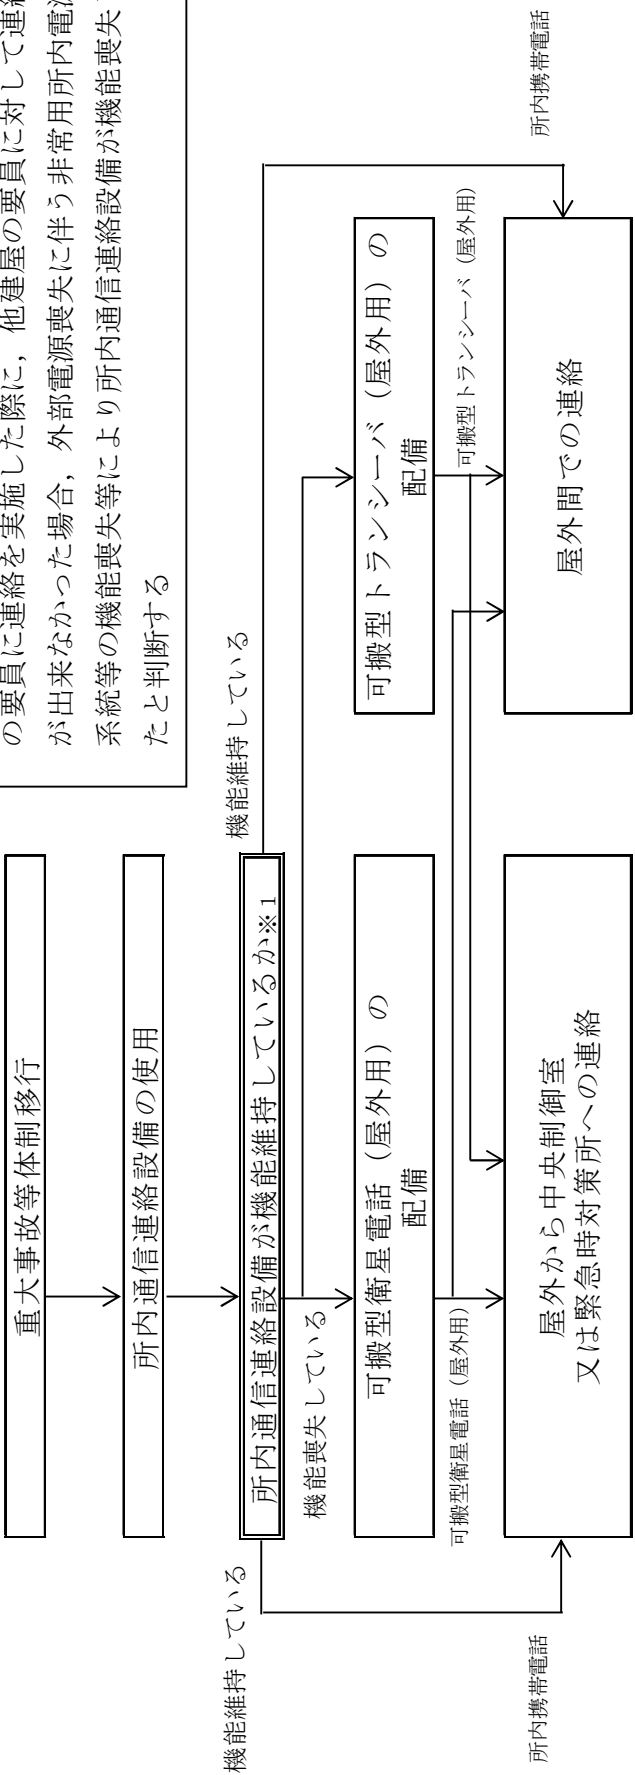 の要員に連絡を実施した際に，他建屋の要員に対して連
が出来なかった場合，外部電源喪失に伴う非常用所内電
系統等の機能喪失等により所内通信連絡設備が機能喪失
たと判断する
重大事故等体制移行
所内通信連絡設備の使用
所内通信連絡設備が機能維持しているか※1
機能維持している
機能維持している
機能喪失している
可搬型衛星電話（屋外用）の
配備
可搬型トランシーバ（屋外用）の
配備
可搬型衛星電話（屋外用）
可搬型トランシーバ（屋外用）
所内携帯電話
所内携帯電話
屋外から中央制御室
又は緊急時対策所への連絡
屋外間での連絡